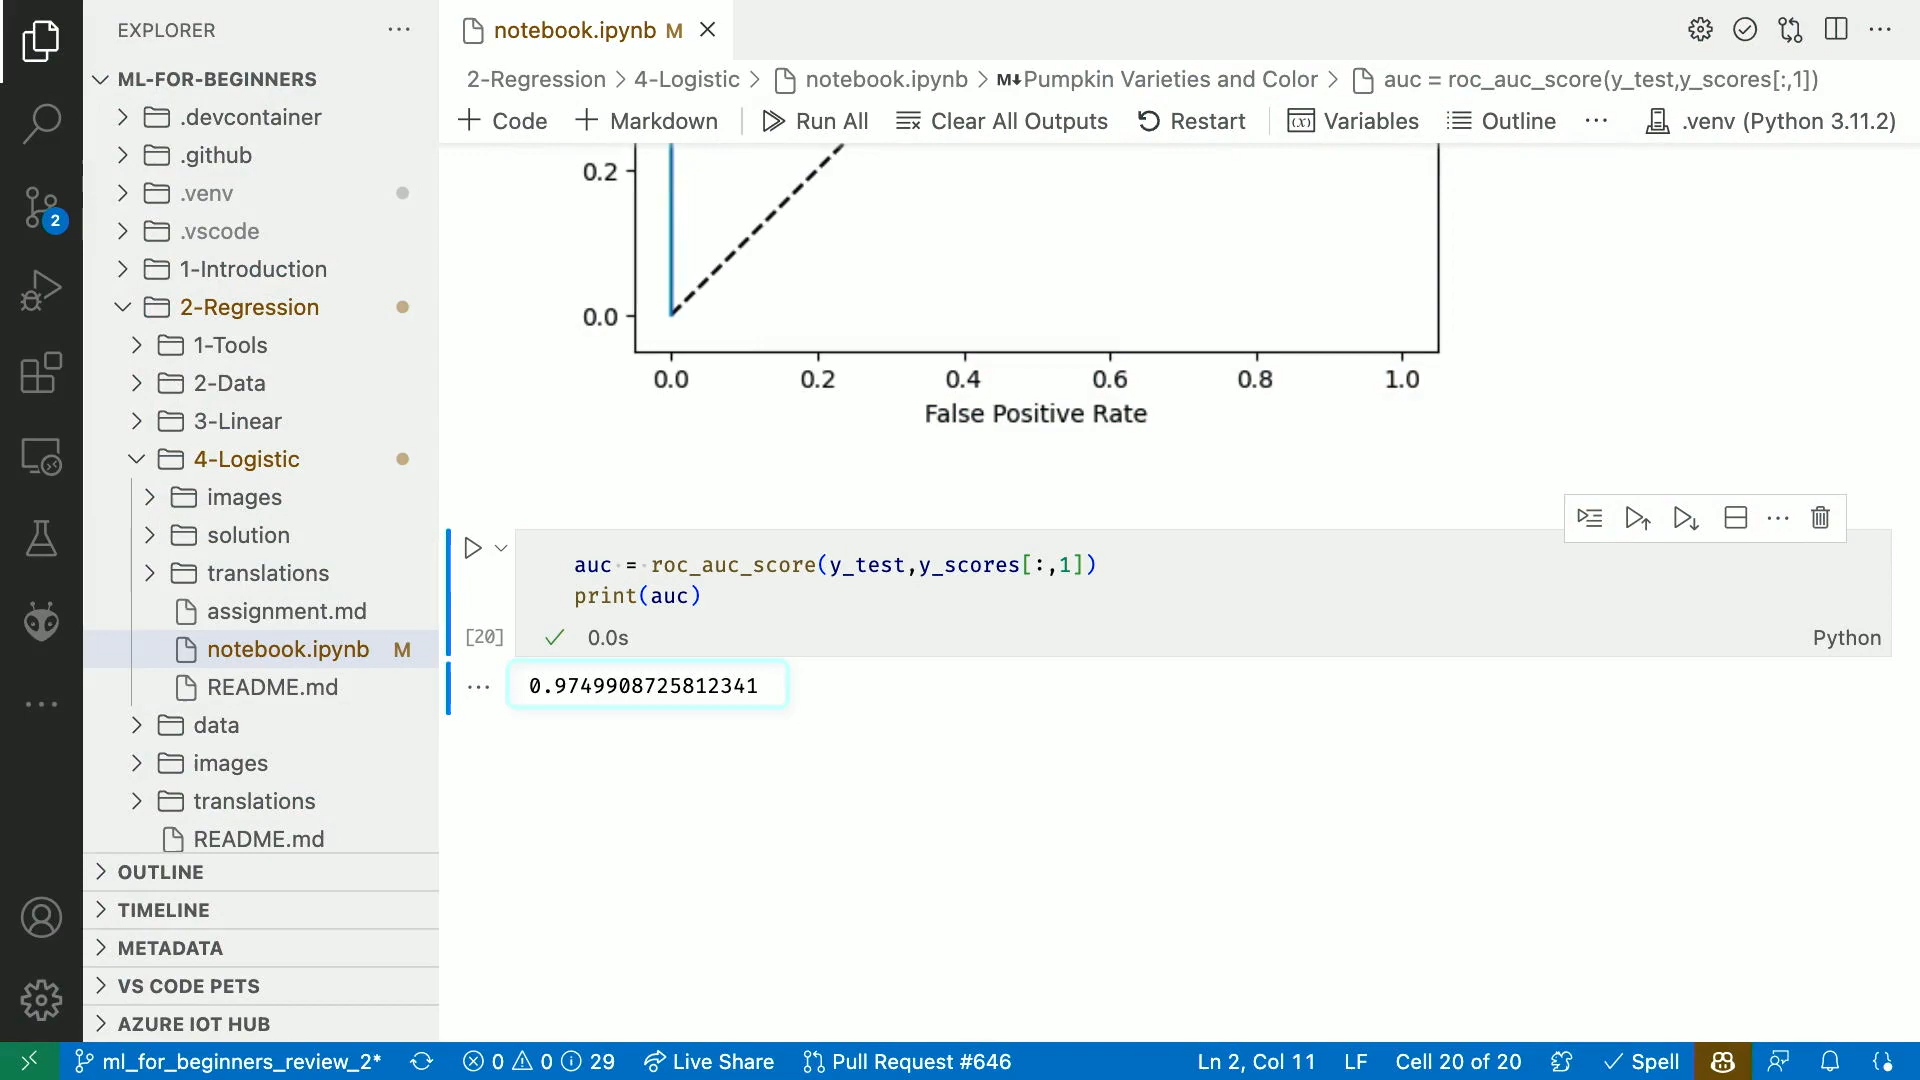 EXPLORER
ML-FOR-BEGINNERS
.devcontainer
.github
.venv
.vscode
1-Introduction
2-Regression
1-Tools
2-Data
3-Linear
4-Logistic
images
solution
translations
assignment.md
notebook.ipynb M
README.md
data
images
translations
README.md
OUTLINE
TIMELINE
METADATA
VS CODE PETS
AZURE IOT HUB
2
notebook.ipynb M
2-Regression > 4-Logistic > notebook.ipynb > M↓Pumpkin Varieties and Color > auc = roc_auc_score(y_test,y_scores[:,1])
+ Code + Markdown Run All Clear All Outputs Restart Variables Outline ... .venv (Python 3.11.2)
0.2
0.0
0.0 0.2 0.4 0.6 0.8 1.0
False Positive Rate
auc = roc_auc_score(y_test,y_scores[:,1])
print(auc)
[20] 0.0s Python
0.9749908725812341
ml_for_beginners_review_2* 0 0 29 Live Share Pull Request #646 Ln 2, Col 11 LF Cell 20 of 20 Spell